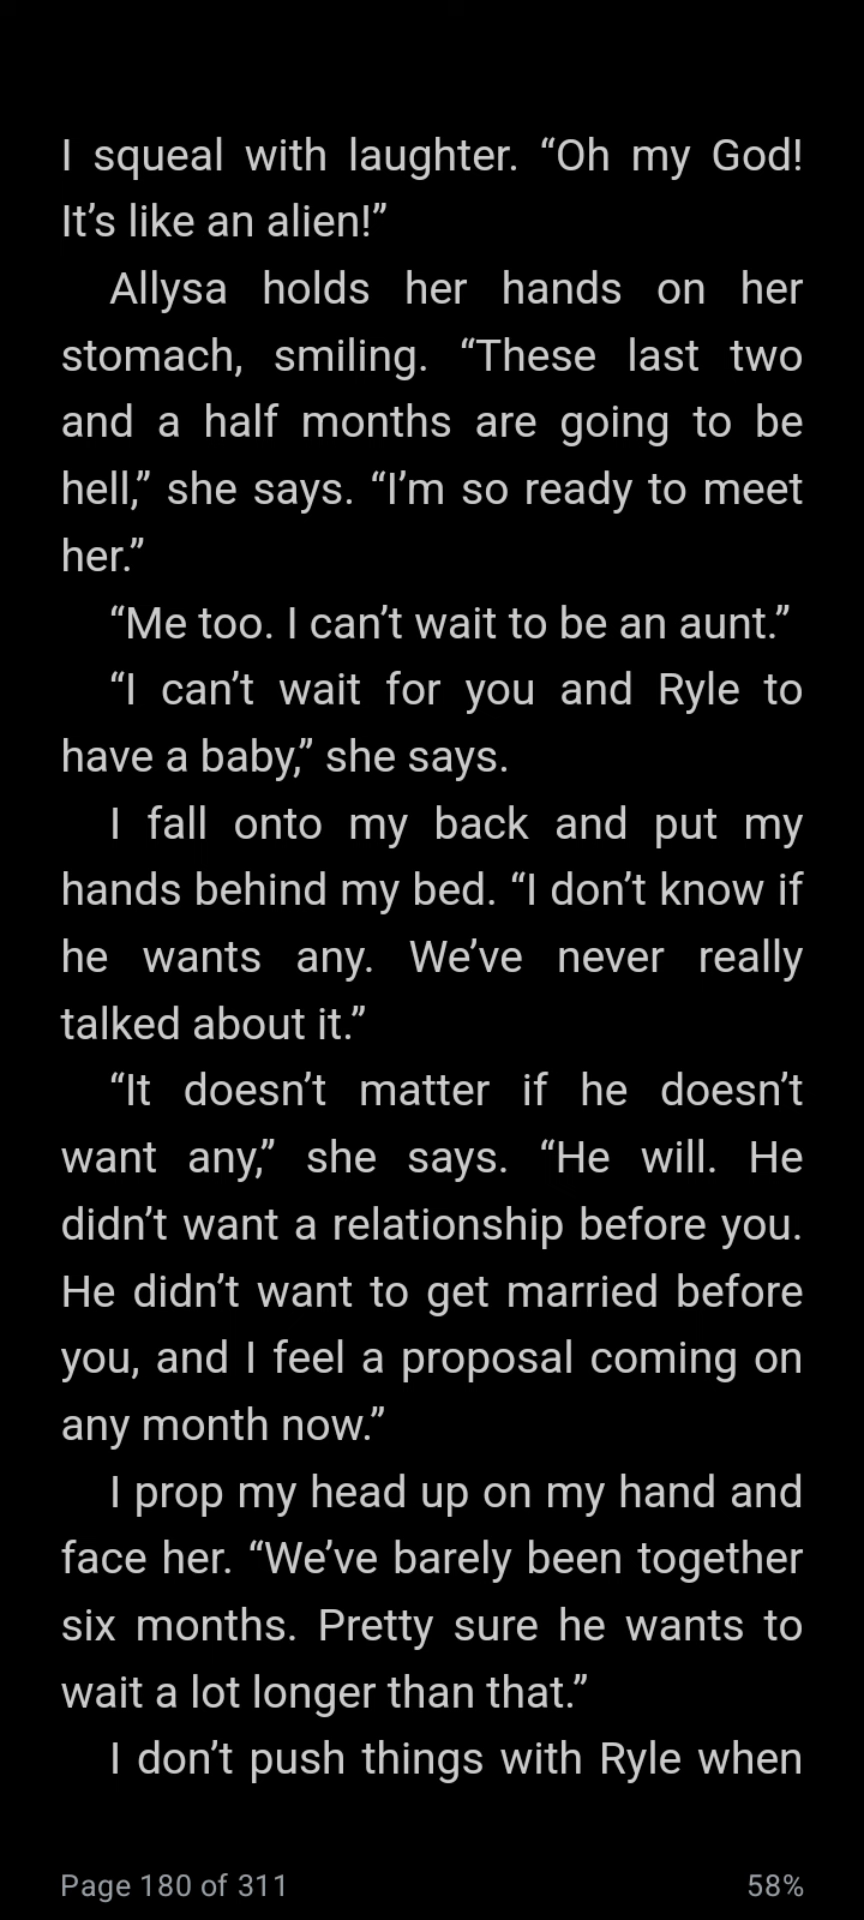 I squeal with laughter. “Oh my God!
It’s like an alien!”
Allysa holds her hands on her
stomach, smiling. “These last two
and a half months are going to be
hell,” she says. “I’m so ready to meet
her.”
“Me too. I can’t wait to be an aunt.”
“I can’t wait for you and Ryle to
have a baby,” she says.
I fall onto my back and put my
hands behind my bed. “I don’t know if
he wants any. We’ve never really
talked about it.”
“It doesn’t matter if he doesn’t
want any,” she says. “He will. He
didn’t want a relationship before you.
He didn’t want to get married before
you, and I feel a proposal coming on
any month now.”
I prop my head up on my hand and
face her. “We’ve barely been together
six months. Pretty sure he wants to
wait a lot longer than that.”
I don’t push things with Ryle when
Page 180 of 311
58%